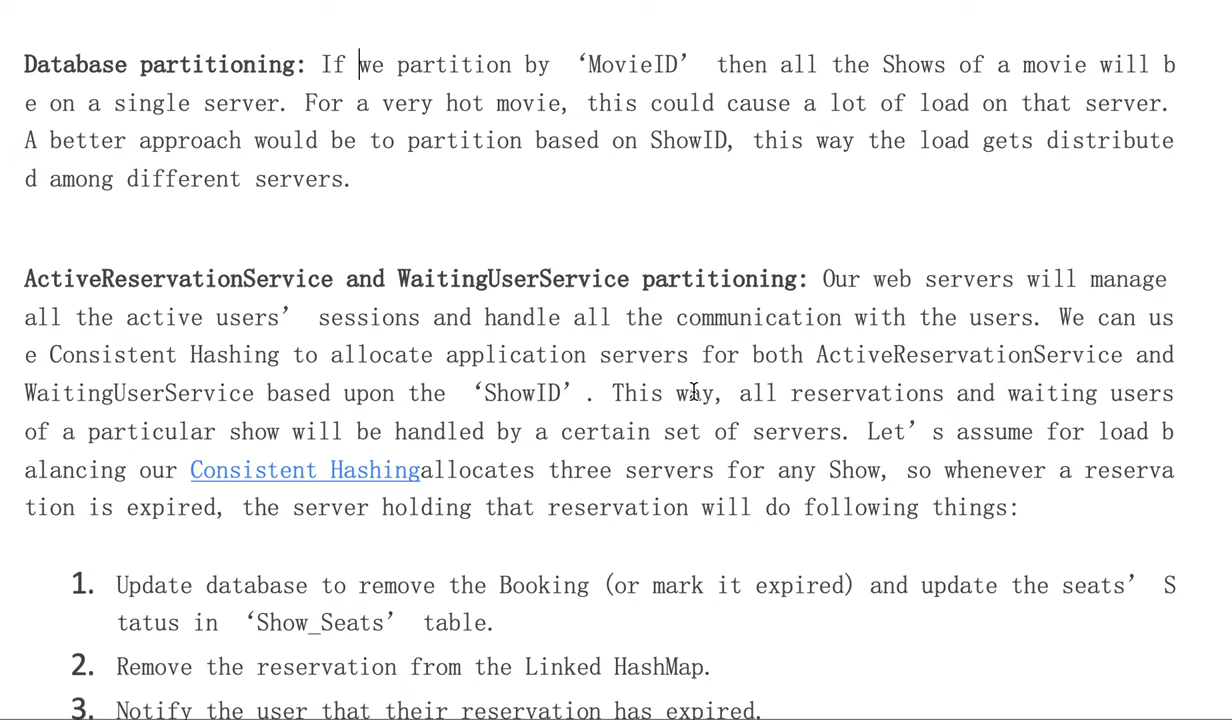 Database partitioning: If we partition by ‘MovieID’ then all the Shows of a movie will b
e on a single server. For a very hot movie, this could cause a lot of load on that server.
A better approach would be to partition based on ShowID, this way the load gets distribute
d among different servers.
ActiveReservationService and WaitingUserService partitioning: Our web servers will manage
all the active users’ sessions and handle all the communication with the users. We can us
e Consistent Hashing to allocate application servers for both ActiveReservationService and
WaitingUserService based upon the ‘ShowID’. This way, all reservations and waiting users
of a particular show will be handled by a certain set of servers. Let’s assume for load b
alancing our Consistent Hashingallocates three servers for any Show, so whenever a reserva
tion is expired, the server holding that reservation will do following things:
1. Update database to remove the Booking (or mark it expired) and update the seats’ S
tatus in ‘Show_Seats’ table.
2. Remove the reservation from the Linked HashMap.
3. Notify the user that their reservation has expired.